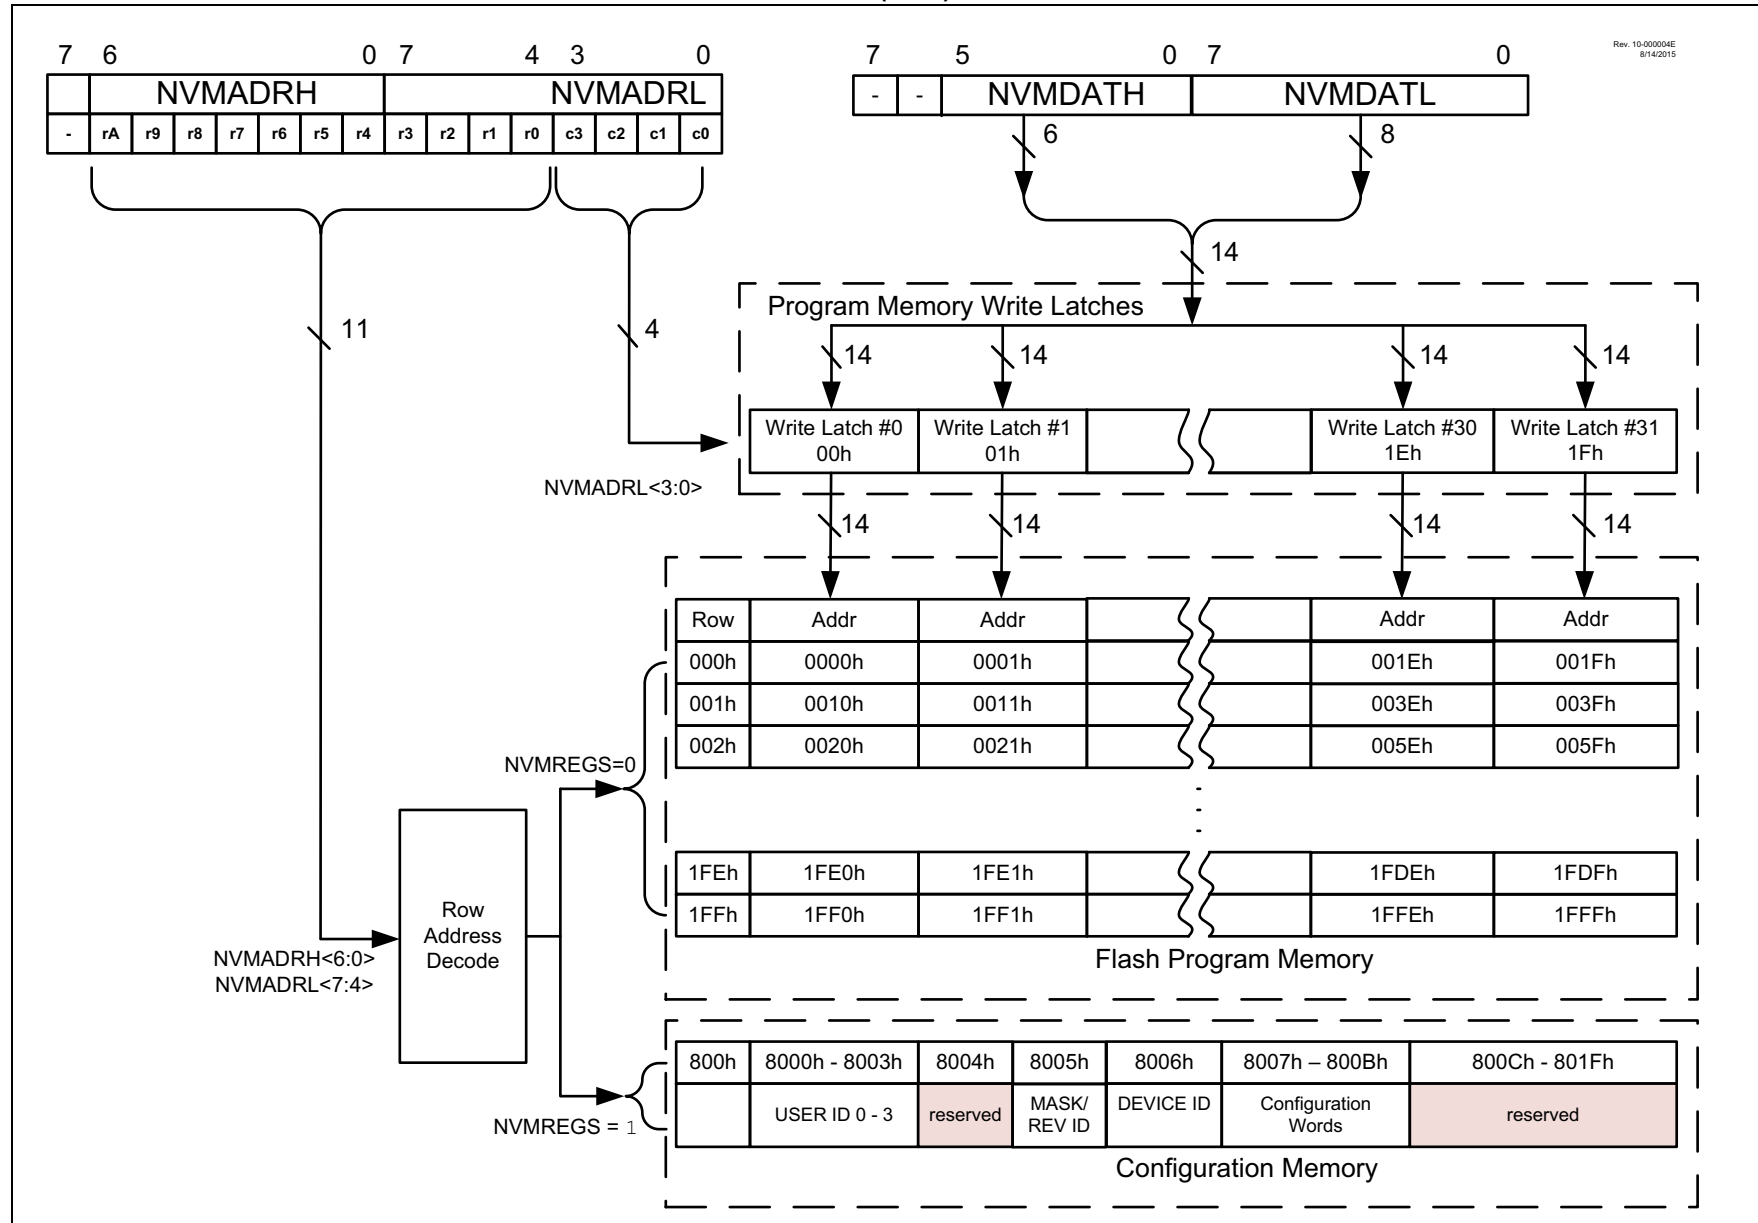 7 6 0 7 4 3 0
7 5 0 7 0
Rev. 10-000004E
8/14/2015
NVMADRH NVMADRL
- rA r9 r8 r7 r6 r5 r4 r3 r2 r1 r0 c3 c2 c1 c0
- - NVMDATH NVMDATL
6 8
14
11
4
Program Memory Write Latches
14 14 14 14
Write Latch #0
00h
Write Latch #1
01h
Write Latch #30
1Eh
Write Latch #31
1Fh
NVMADRL<3:0>
14 14 14 14
Row Addr Addr Addr Addr
000h 0000h 0001h 001Eh 001Fh
001h 0010h 0011h 003Eh 003Fh
002h 0020h 0021h 005Eh 005Fh
NVMREGS=0
1FEh 1FE0h 1FE1h 1FDEh 1FDFh
1FFh 1FF0h 1FF1h 1FFEh 1FFFh
Flash Program Memory
Row
Address
Decode
NVMADRH<6:0>
NVMADRL<7:4>
800h 8000h - 8003h 8004h 8005h 8006h 8007h – 800Bh 800Ch - 801Fh
USER ID 0 - 3
reserved
MASK/
REV ID
DEVICE ID
Configuration
Words
reserved
NVMREGS = 1
Configuration Memory